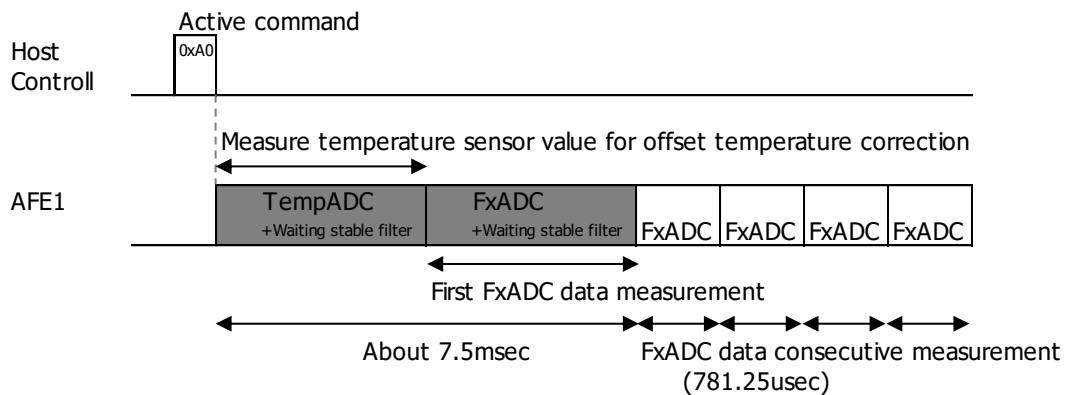 Active command
Host
Controll
0xA0
Measure temperature sensor value for offset temperature correction
AFE1
TempADC
+Waiting stable filter
FxADC
+Waiting stable filter
FxADC
FxADC
FxADC
FxADC
First FxADC data measurement
About 7.5msec
FxADC data consecutive measurement
(781.25usec)